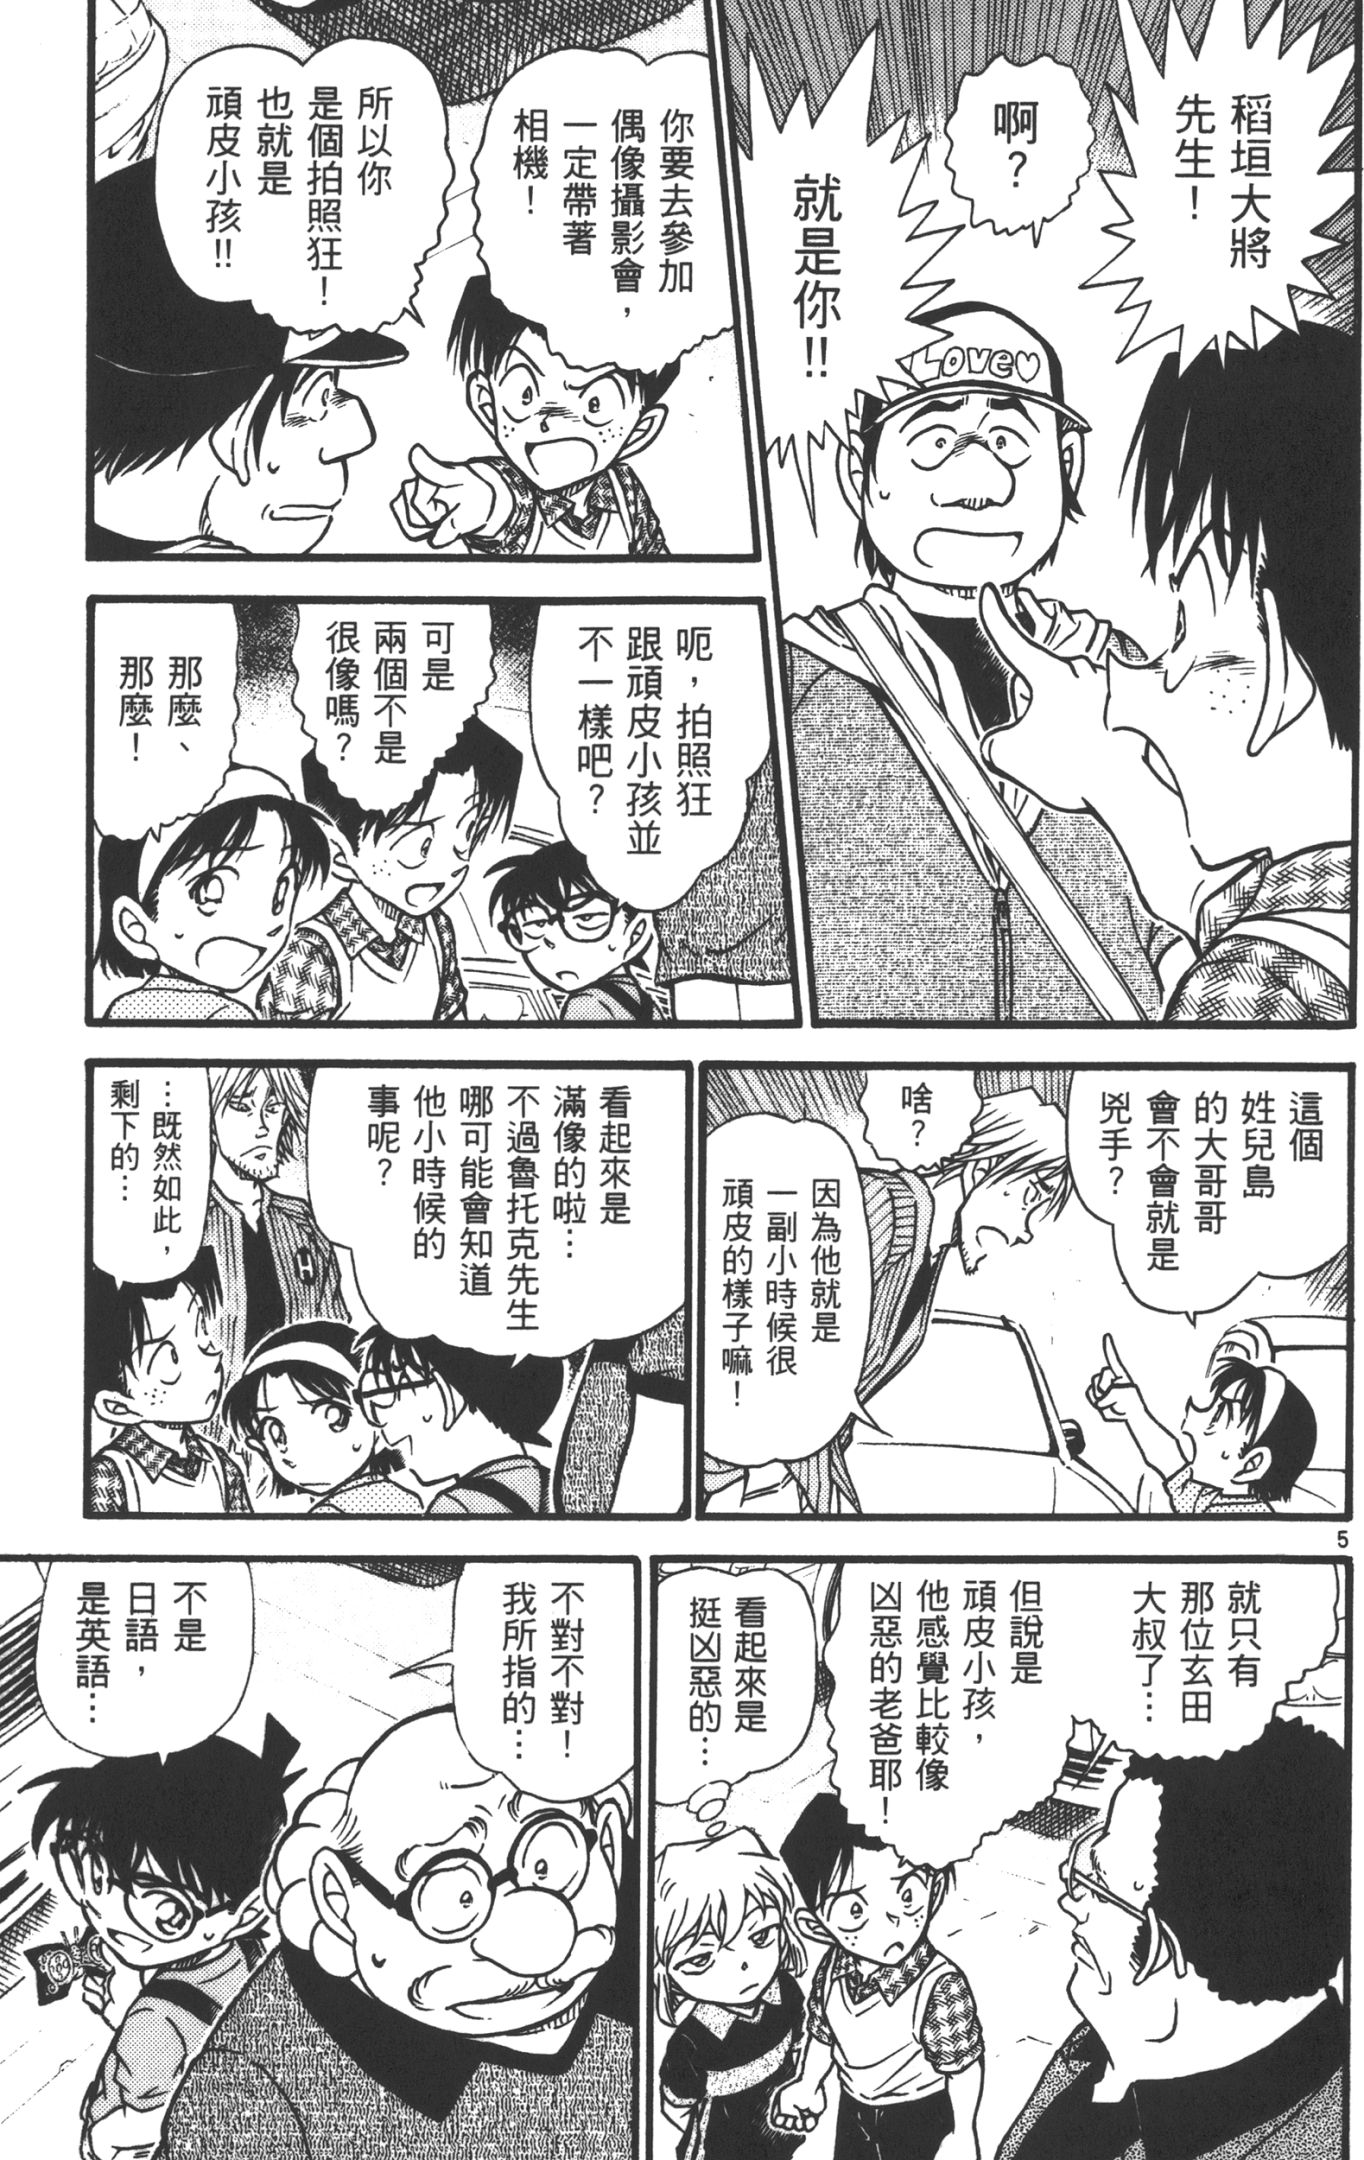 稻垣大將
先生！
啊？
就是你!!
Love♡
你要去參加
偶像攝影會，
一定帶著
相機！
所以你
是個拍照狂！
也就是
頑皮小孩!!
呃，拍照狂
跟頑皮小孩並
不一樣吧？
可是
兩個不是
很像嗎？
那麼、
那麼！
這個
姓兒島
的大哥哥
會不會就是
兇手？
啥？
因為他就是
一副小時候很
頑皮的樣子嘛！
看起來是
滿像的啦…
不過魯托克先生
哪可能會知道
他小時候的
事呢？
…既然如此，
剩下的…
H
5
就只有
那位玄田
大叔了…
但說是
頑皮小孩，
他感覺比較像
凶惡的老爸耶！
看起來是
挺凶惡的…
不對不對！
我所指的…
不是
日語，
是英語…